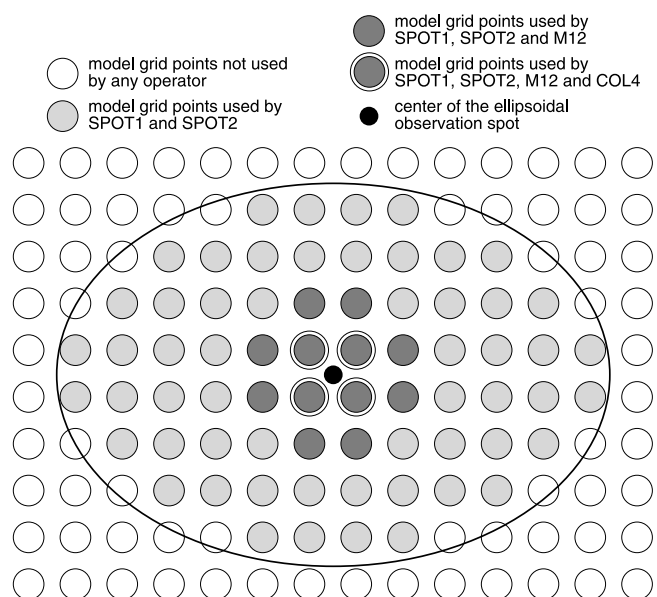 model grid points not used
by any operator
model grid points used by
SPOT1 and SPOT2
model grid points used by
SPOT1, SPOT2 and M12
model grid points used by
SPOT1, SPOT2, M12 and COL4
center of the ellipsoidal
observation spot